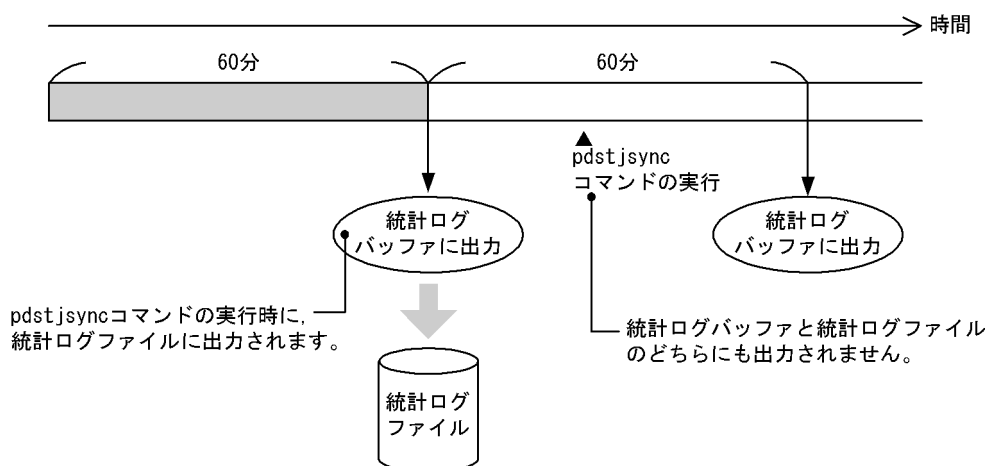 時間
60分
60分
pdstjsync
コマンドの実行
統計ログ
バッファに出力
統計ログ
バッファに出力
pdstjsyncコマンドの実行時に,
統計ログファイルに出力されます。
統計ログバッファと統計ログファイル
のどちらにも出力されません。
統計ログ
ファイル